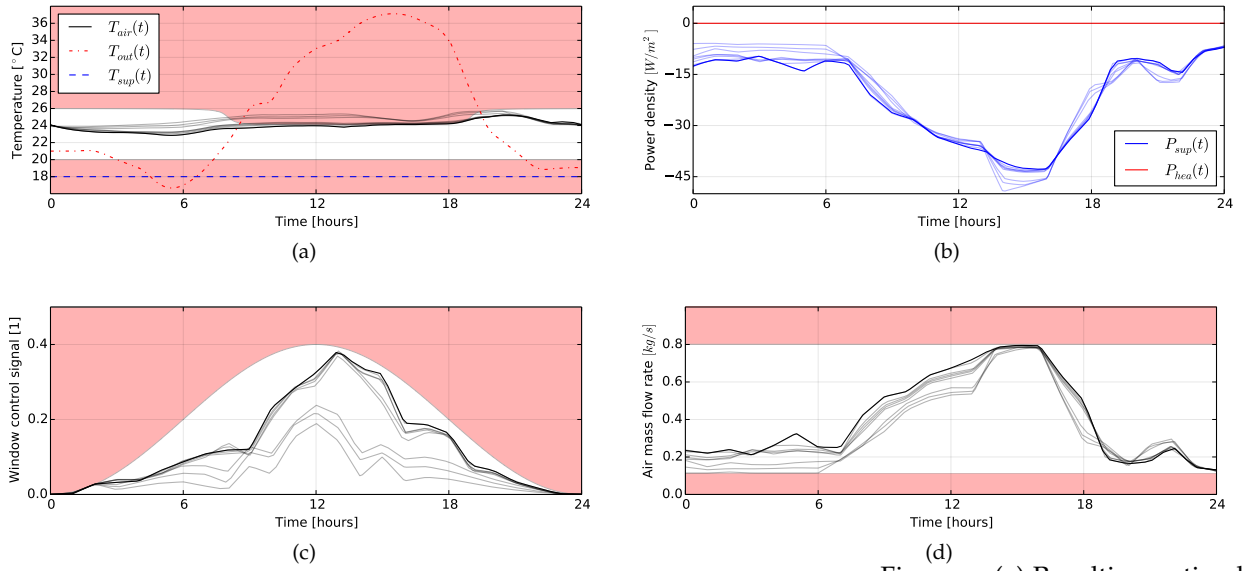 36
34
32
30
28
26
24
22
20
18
Temperature [°C]
T_air(t)
T_out(t)
T_sup(t)
0 6 12 18 24
Time [hours]
(a)
0
−15
−30
−45
Power density [W/m²]
P_sup(t)
P_hea(t)
0 6 12 18 24
Time [hours]
(b)
0.4
0.2
0.0
Window control signal [1]
0 6 12 18 24
Time [hours]
(c)
0.8
0.6
0.4
0.2
0.0
Air mass flow rate [kg/s]
0 6 12 18 24
Time [hours]
(d)